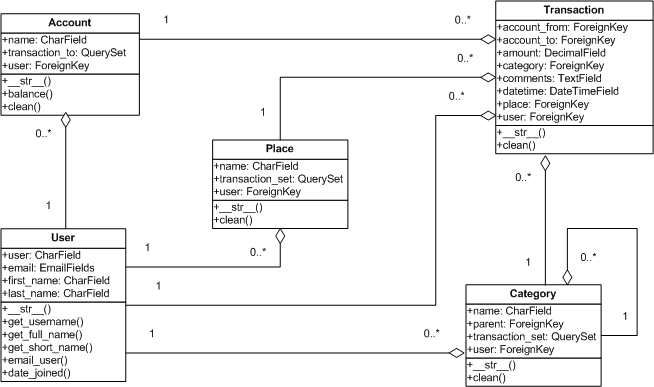 Account
+name: CharField
+transaction_to: QuerySet
+user: ForeignKey
+__str__()
+balance()
+clean()
1
0..*
Transaction
+account_from: ForeignKey
+account_to: ForeignKey
+amount: DecimalField
+category: ForeignKey
+comments: TextField
+datetime: DateTimeField
+place: ForeignKey
+user: ForeignKey
+__str__()
+clean()
0..*
0..*
1
0..*
Place
+name: CharField
+transaction_set: QuerySet
+user: ForeignKey
+__str__()
+clean()
0..*
1
User
+user: CharField
+email: EmailFields
+first_name: CharField
+last_name: CharField
+__str__()
+get_username()
+get_full_name()
+get_short_name()
+email_user()
+date_joined()
1
0..*
1
1
0..*
0..*
1
Category
+name: CharField
+parent: ForeignKey
+transaction_set: QuerySet
+user: ForeignKey
+__str__()
+clean()
0..*
1